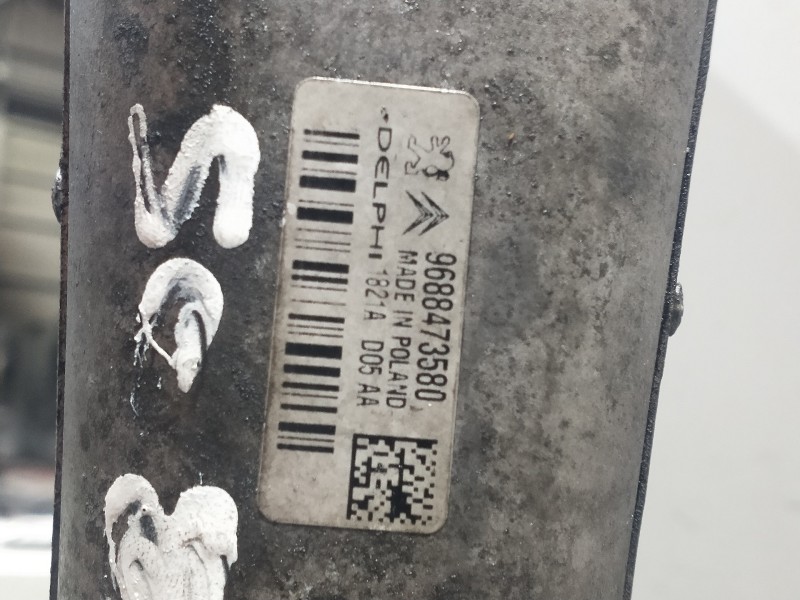 9688473580
MADE IN POLAND
DELPHI 1821A D05 AA